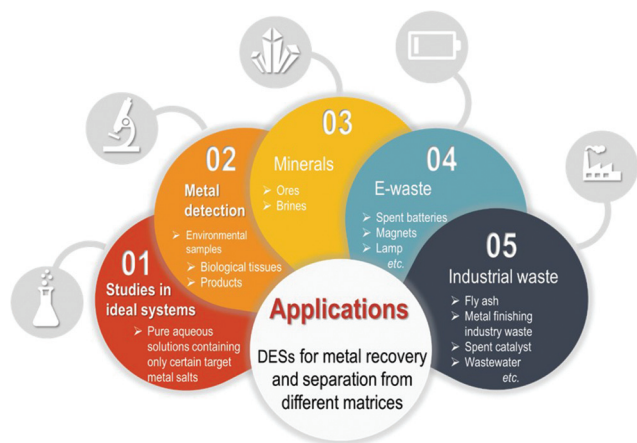 01
Studies in
ideal systems
➢ Pure aqueous
solutions containing
only certain target
metal salts
02
Metal
detection
➢ Environmental
samples
➢ Biological tissues
➢ Products
03
Minerals
➢ Ores
➢ Brines
04
E-waste
➢ Spent batteries
➢ Magnets
➢ Lamp
etc.
05
Industrial waste
➢ Fly ash
➢ Metal finishing
industry waste
➢ Spent catalyst
➢ Wastewater
etc.
Applications
DESs for metal recovery
and separation from
different matrices